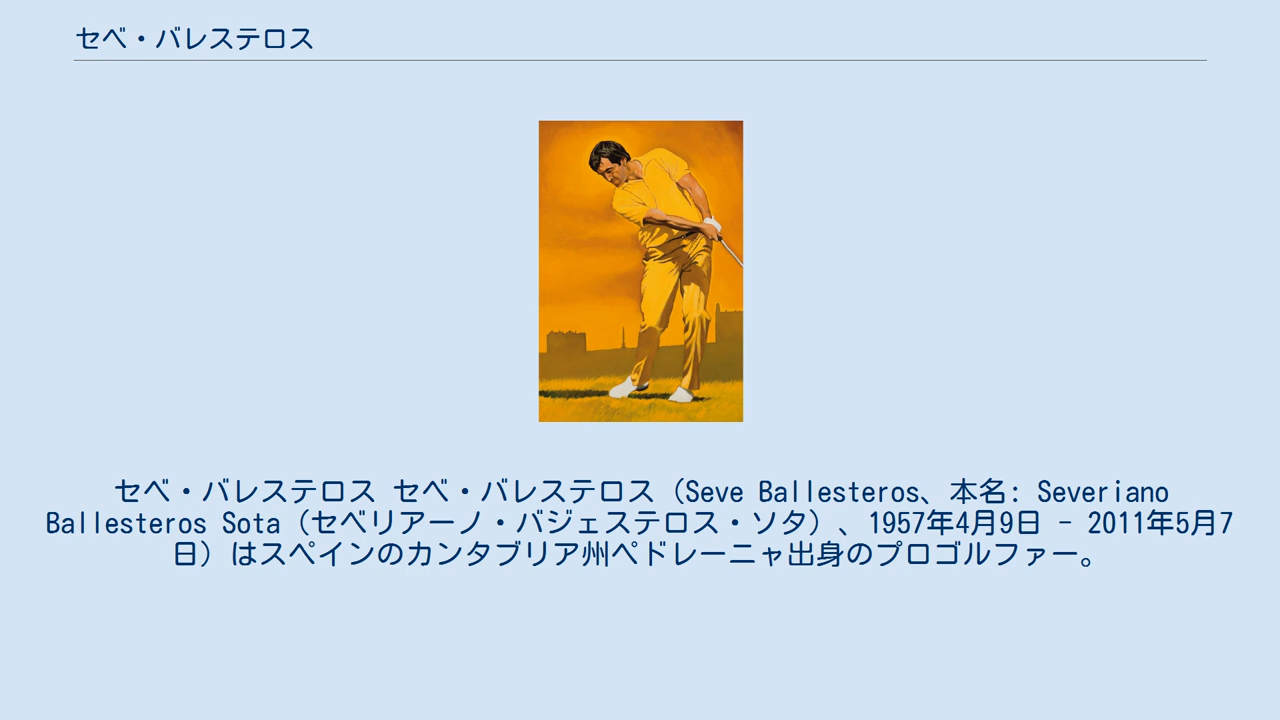 セベ・バレステロス
セベ・バレステロス セベ・バレステロス（Seve Ballesteros、本名: Severiano
Ballesteros Sota（セベリアーノ・バジェステロス・ソタ）、1957年4月9日 - 2011年5月7
日）はスペインのカンタブリア州ペドレーニャ出身のプロゴルファー。